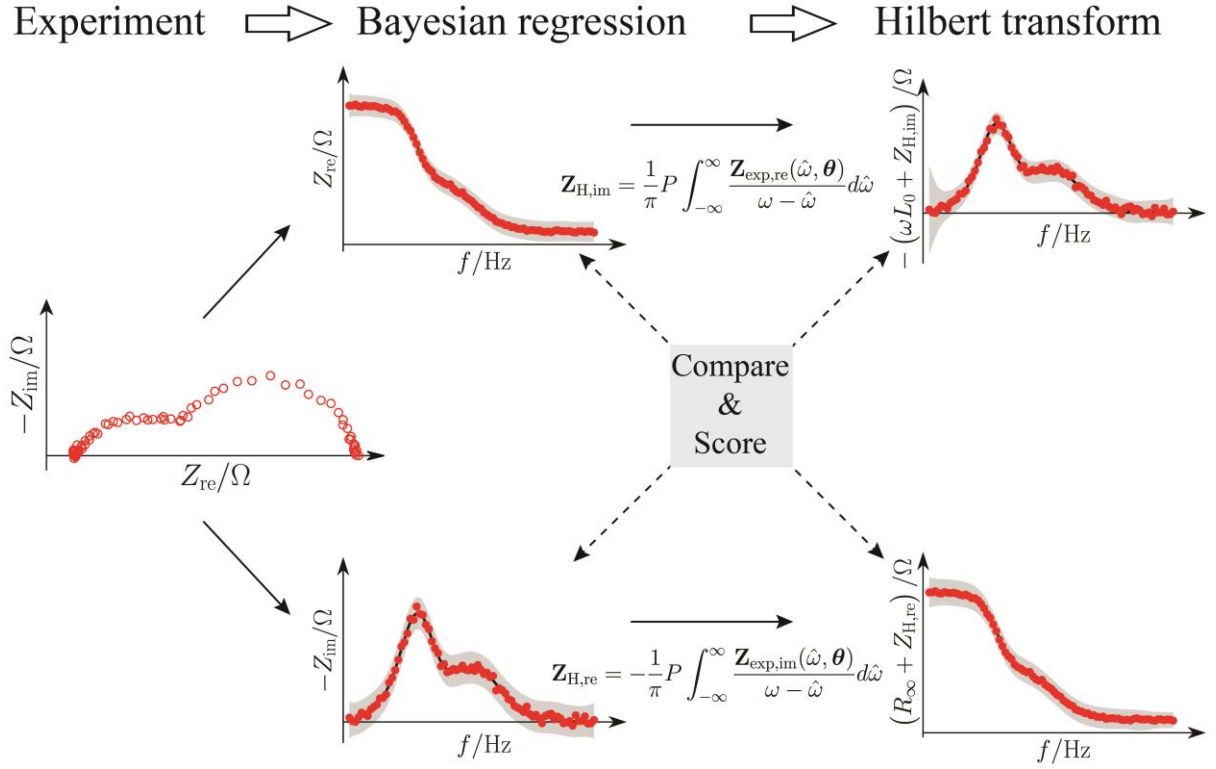 Experiment
Bayesian regression
Hilbert transform
Z_re/Ω
f/Hz
Z_H,im = 1/π P ∫_{-∞}^{∞} Z_exp,re(ω̂, θ)/(ω − ω̂) dω̂
−(ωL_0 + Z_H,im)/Ω
f/Hz
−Z_im/Ω
Z_re/Ω
Compare
&
Score
−Z_im/Ω
f/Hz
Z_H,re = −1/π P ∫_{-∞}^{∞} Z_exp,im(ω̂, θ)/(ω − ω̂) dω̂
(R_∞ + Z_H,re)/Ω
f/Hz